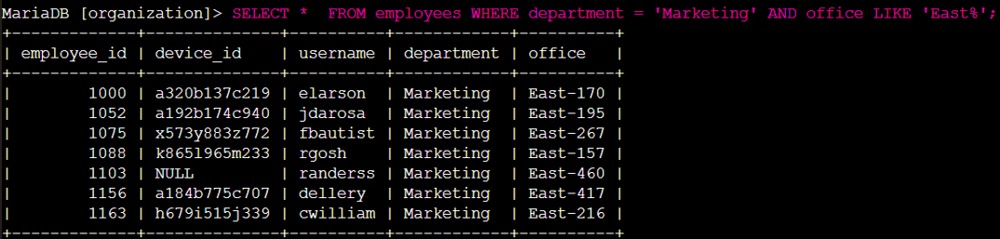 MariaDB [organization]> SELECT *  FROM employees WHERE department = 'Marketing' AND office LIKE 'East%';
+-------------+--------------+----------+------------+----------+
| employee_id | device_id    | username | department | office   |
+-------------+--------------+----------+------------+----------+
|        1000 | a320b137c219 | elarson  | Marketing  | East-170 |
|        1052 | a192b174c940 | jdarosa  | Marketing  | East-195 |
|        1075 | x573y883z772 | fbautist | Marketing  | East-267 |
|        1088 | k865l965m233 | rgosh    | Marketing  | East-157 |
|        1103 | NULL         | randerss | Marketing  | East-460 |
|        1156 | a184b775c707 | dellery  | Marketing  | East-417 |
|        1163 | h679i515j339 | cwilliam | Marketing  | East-216 |
+-------------+--------------+----------+------------+----------+